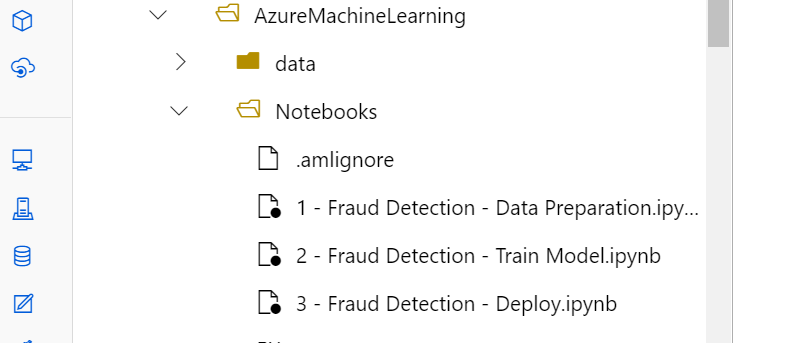 AzureMachineLearning
data
Notebooks
.amlignore
1 - Fraud Detection - Data Preparation.ipy...
2 - Fraud Detection - Train Model.ipynb
3 - Fraud Detection - Deploy.ipynb